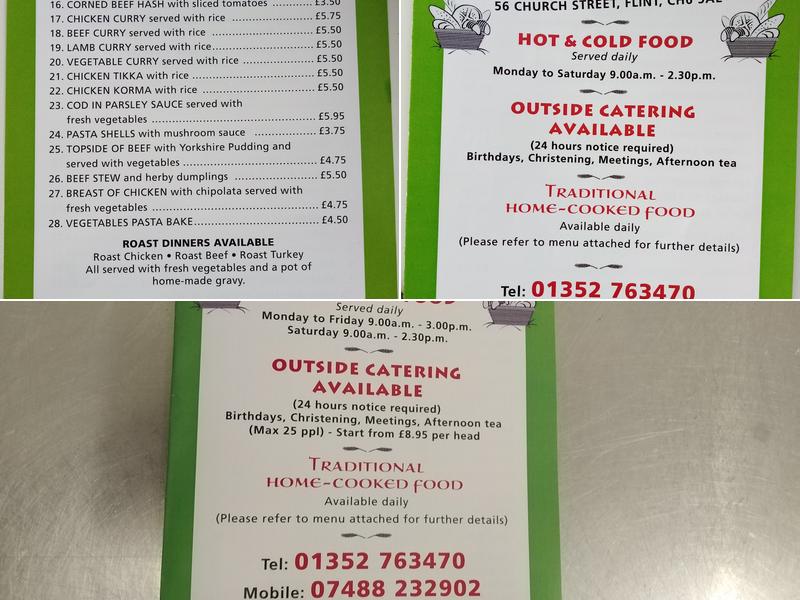 16. CORNED BEEF HASH with sliced tomatoes ............ £3.50
17. CHICKEN CURRY served with rice ........................ £5.75
18. BEEF CURRY served with rice ............................. £5.50
19. LAMB CURRY served with rice............................. £5.50
20. VEGETABLE CURRY served with rice .................... £5.50
21. CHICKEN TIKKA with rice .................................. £5.50
22. CHICKEN KORMA with rice ................................ £5.50
23. COD IN PARSLEY SAUCE served with
fresh vegetables ................................................ £5.95
24. PASTA SHELLS with mushroom sauce .................. £3.75
25. TOPSIDE OF BEEF with Yorkshire Pudding and
served with vegetables ....................................... £4.75
26. BEEF STEW and herby dumplings ........................ £5.50
27. BREAST OF CHICKEN with chipolata served with
fresh vegetables ................................................ £4.75
28. VEGETABLES PASTA BAKE.................................. £4.50
ROAST DINNERS AVAILABLE
Roast Chicken • Roast Beef • Roast Turkey
All served with fresh vegetables and a pot of
home-made gravy.
56 CHURCH STREET, FLINT, CH6 5AE
HOT & COLD FOOD
Served daily
Monday to Saturday 9.00a.m. - 2.30p.m.
OUTSIDE CATERING
AVAILABLE
(24 hours notice required)
Birthdays, Christening, Meetings, Afternoon tea
TRADITIONAL
HOME-COOKED FOOD
Available daily
(Please refer to menu attached for further details)
Tel: 01352 763470
Served daily
Monday to Friday 9.00a.m. - 3.00p.m.
Saturday 9.00a.m. - 2.30p.m.
OUTSIDE CATERING
AVAILABLE
(24 hours notice required)
Birthdays, Christening, Meetings, Afternoon tea
(Max 25 ppl) - Start from £8.95 per head
TRADITIONAL
HOME-COOKED FOOD
Available daily
(Please refer to menu attached for further details)
Tel: 01352 763470
Mobile: 07488 232902